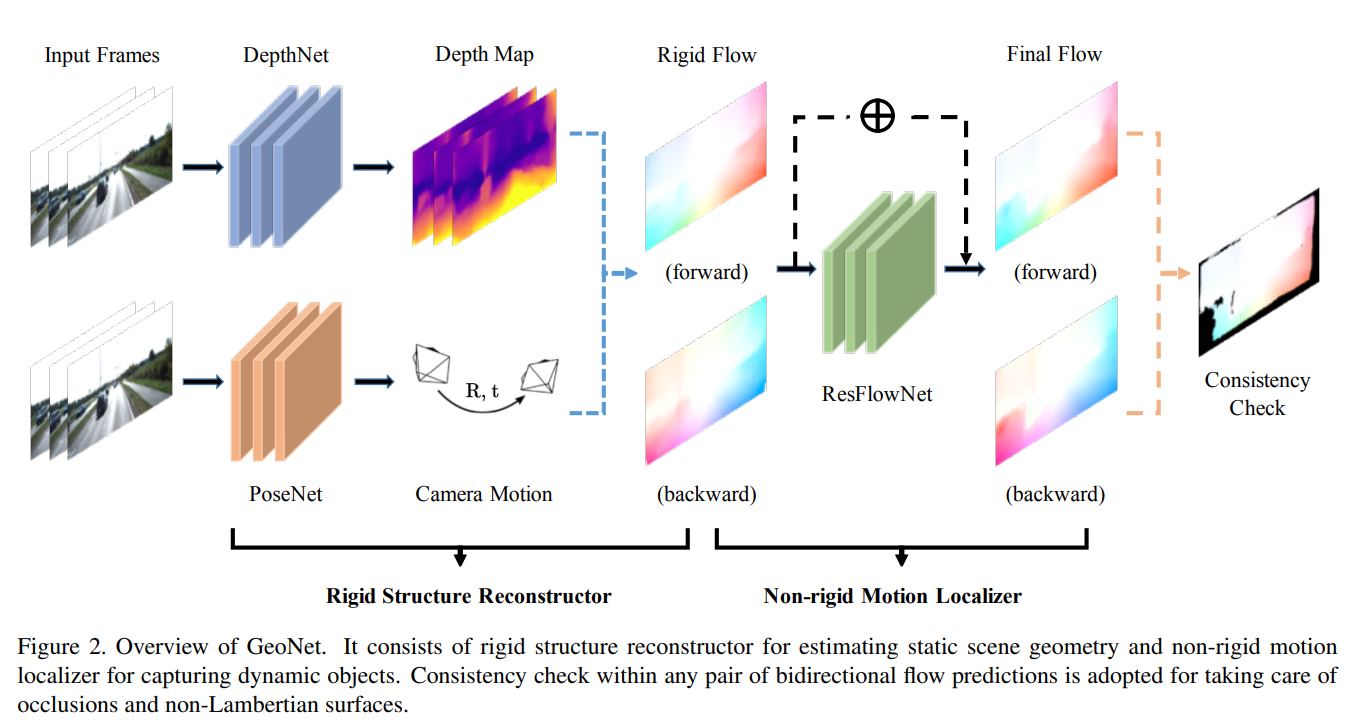 Input Frames
DepthNet
Depth Map
Rigid Flow
Final Flow
(forward)
(forward)
R, t
ResFlowNet
Consistency
Check
PoseNet
Camera Motion
(backward)
(backward)
Rigid Structure Reconstructor
Non-rigid Motion Localizer
Figure 2. Overview of GeoNet. It consists of rigid structure reconstructor for estimating static scene geometry and non-rigid motion
localizer for capturing dynamic objects. Consistency check within any pair of bidirectional flow predictions is adopted for taking care of
occlusions and non-Lambertian surfaces.